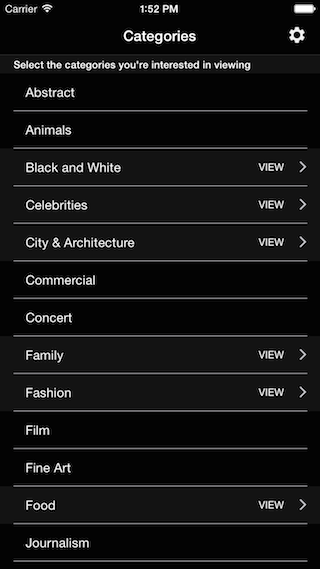 Carrier 1:52 PM
Categories
Select the categories you're interested in viewing
Abstract
Animals
Black and White VIEW
Celebrities VIEW
City & Architecture VIEW
Commercial
Concert
Family VIEW
Fashion VIEW
Film
Fine Art
Food VIEW
Journalism